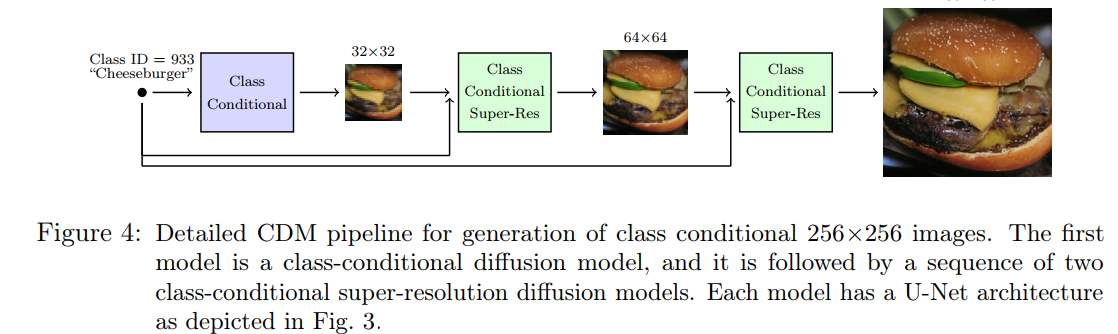 Class ID = 933
“Cheeseburger”
Class
Conditional
32×32
Class
Conditional
Super-Res
64×64
Class
Conditional
Super-Res
Figure 4: Detailed CDM pipeline for generation of class conditional 256×256 images. The first
model is a class-conditional diffusion model, and it is followed by a sequence of two
class-conditional super-resolution diffusion models. Each model has a U-Net architecture
as depicted in Fig. 3.